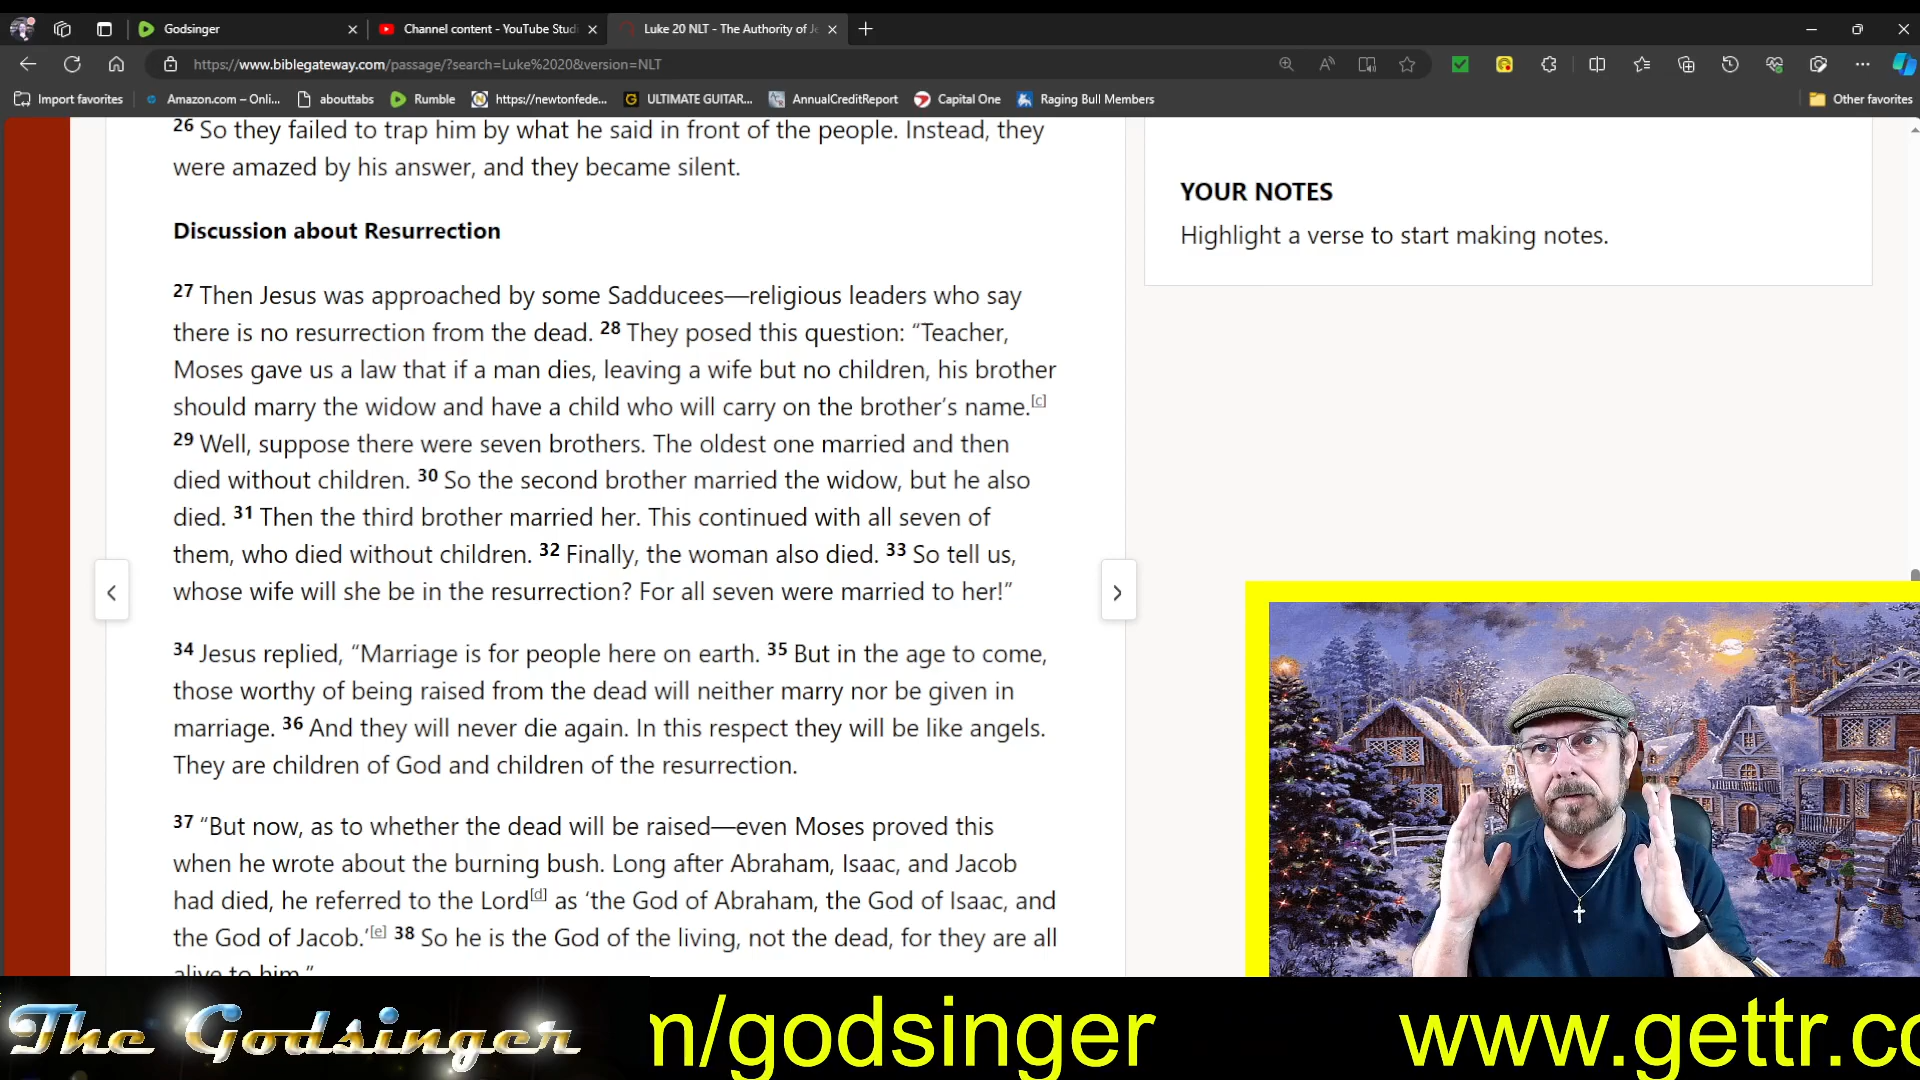 Godsinger
Channel content - YouTube Studi
Luke 20 NLT - The Authority of Je
https://www.biblegateway.com/passage/?search=Luke%2020&version=NLT
Import favorites
Amazon.com – Onli...
abouttabs
Rumble
https://newtonfede...
ULTIMATE GUITAR...
AnnualCreditReport
Capital One
Raging Bull Members
Other favorites
26 So they failed to trap him by what he said in front of the people. Instead, they
were amazed by his answer, and they became silent.
Discussion about Resurrection
27 Then Jesus was approached by some Sadducees—religious leaders who say
there is no resurrection from the dead. 28 They posed this question: “Teacher,
Moses gave us a law that if a man dies, leaving a wife but no children, his brother
should marry the widow and have a child who will carry on the brother’s name.[c]
29 Well, suppose there were seven brothers. The oldest one married and then
died without children. 30 So the second brother married the widow, but he also
died. 31 Then the third brother married her. This continued with all seven of
them, who died without children. 32 Finally, the woman also died. 33 So tell us,
whose wife will she be in the resurrection? For all seven were married to her!”
34 Jesus replied, “Marriage is for people here on earth. 35 But in the age to come,
those worthy of being raised from the dead will neither marry nor be given in
marriage. 36 And they will never die again. In this respect they will be like angels.
They are children of God and children of the resurrection.
37 “But now, as to whether the dead will be raised—even Moses proved this
when he wrote about the burning bush. Long after Abraham, Isaac, and Jacob
had died, he referred to the Lord[d] as ‘the God of Abraham, the God of Isaac, and
the God of Jacob.’[e] 38 So he is the God of the living, not the dead, for they are all
alive to him.”
YOUR NOTES
Highlight a verse to start making notes.
The Godsinger
n/godsinger
www.gettr.co